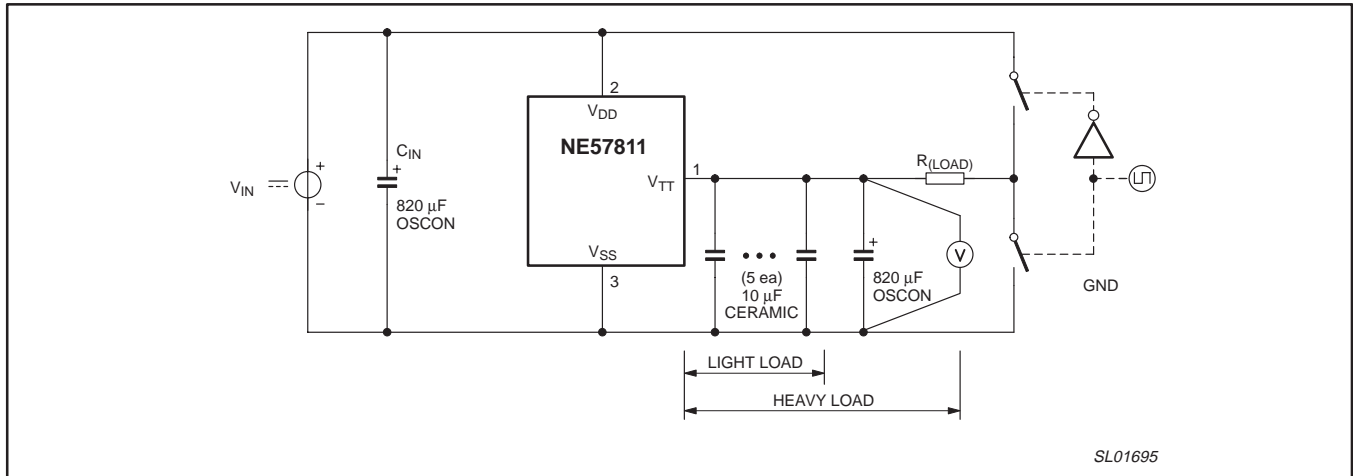 2
V_DD
NE57811
C_IN
+
+
V_IN
−
820 μF
OSCON
V_TT
1
R_(LOAD)
V_SS
3
(5 ea)
10 μF
CERAMIC
+
820 μF
OSCON
V
GND
LIGHT LOAD
HEAVY LOAD
SL01695